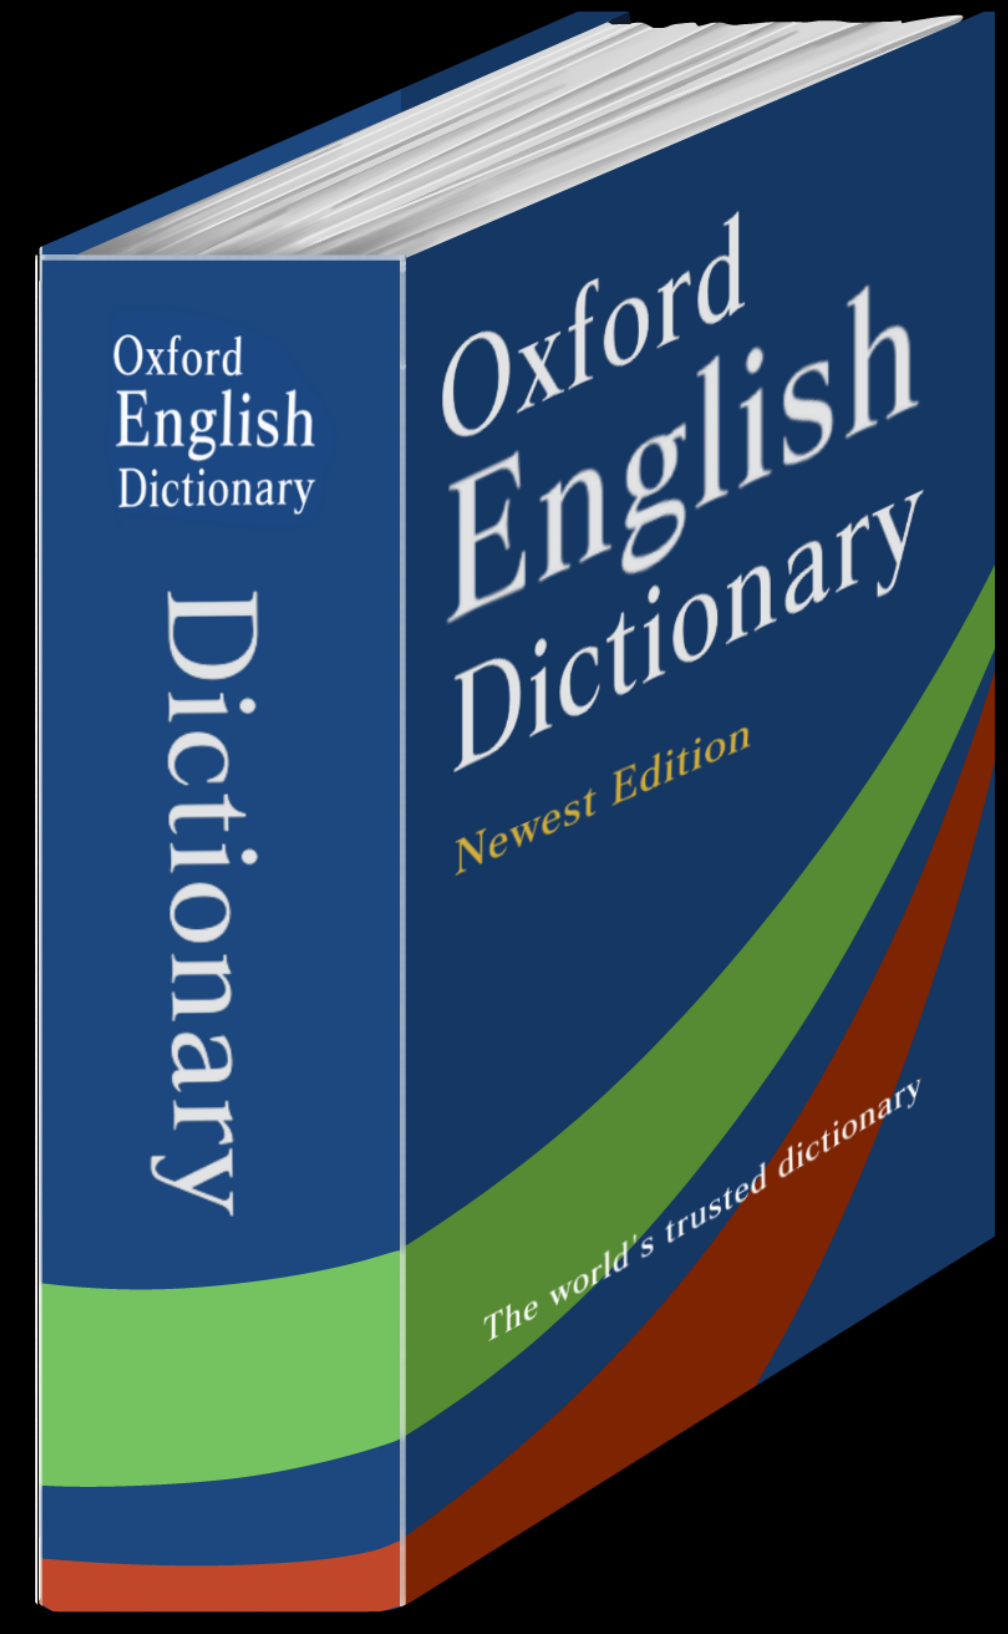 Oxford
English
Dictionary
Dictionary
Oxford
English
Dictionary
Newest Edition
The world's trusted dictionary